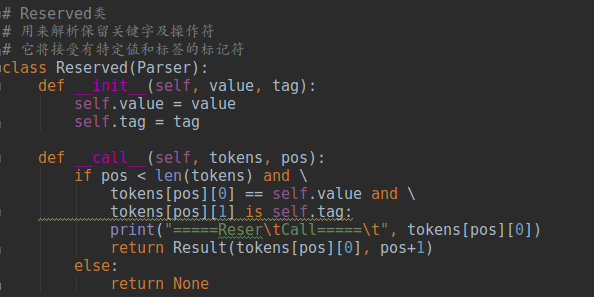 # Reserved类
# 用来解析保留关键字及操作符
# 它将接受有特定值和标签的标记符
class Reserved(Parser):
    def __init__(self, value, tag):
        self.value = value
        self.tag = tag
    def __call__(self, tokens, pos):
        if pos < len(tokens) and \
            tokens[pos][0] == self.value and \
            tokens[pos][1] is self.tag:
            print("=====Reser\tCall=====\t", tokens[pos][0])
            return Result(tokens[pos][0], pos+1)
        else:
            return None